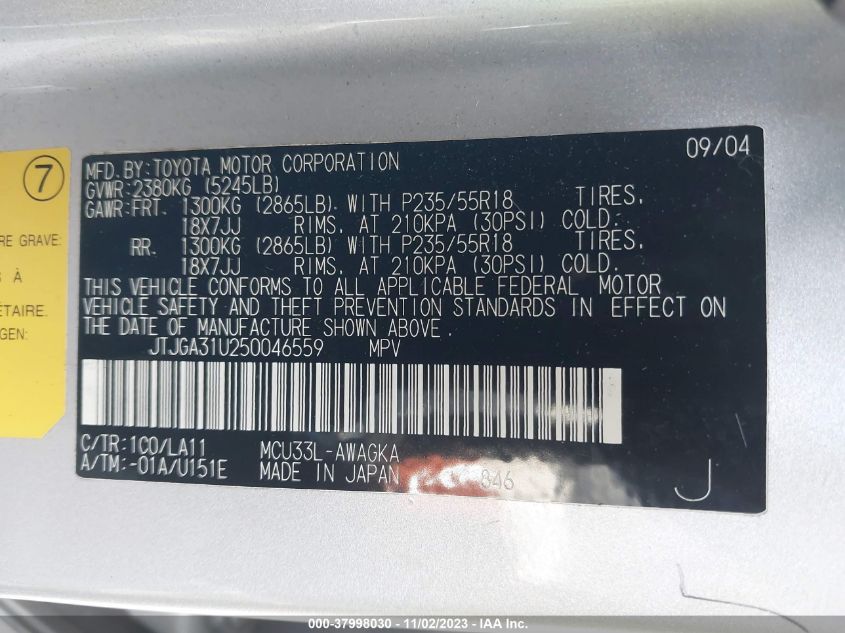 7
RE GRAVE:
S À
ÉTAIRE.
GEN:
09/04
MFD. BY: TOYOTA MOTOR CORPORATION
GVWR: 2380KG (5245LB)
GAWR-FRT. 1300KG (2865LB) WITH P235/55R18 TIRES,
18X7JJ RIMS, AT 210KPA (30PSI) COLD.
RR. 1300KG (2865LB) WITH P235/55R18 TIRES,
18X7JJ RIMS, AT 210KPA (30PSI) COLD.
THIS VEHICLE CONFORMS TO ALL APPLICABLE FEDERAL MOTOR
VEHICLE SAFETY AND THEFT PREVENTION STANDARDS IN EFFECT ON
THE DATE OF MANUFACTURE SHOWN ABOVE.
JTJGA31U250046559 MPV
C/TR: 1C0/LA11 MCU33L-AWAGKA
A/TM: -01A/U151E MADE IN JAPAN 846
J
000-37998030 - 11/02/2023 - IAA Inc.